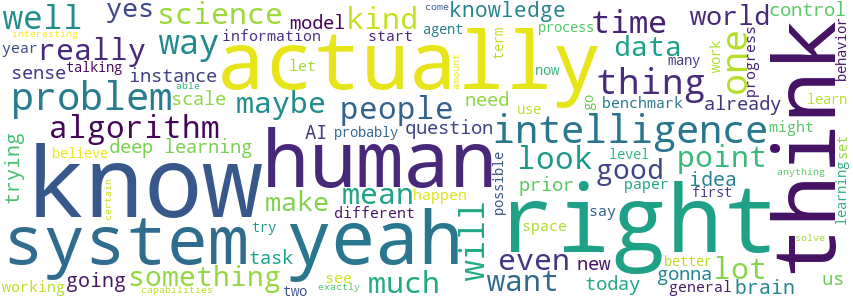 well yes science kind knowledge time world control
year really way model come agent process many work progress behavior
interesting information start term now
talking let able amount data one
sense instance actually thing think
problem scale maybe people need go benchmark already learn
algorithm AI probably question use might
trying deep learning intelligence level
believe know human look good point
certain make mean happen possible prior paper idea first set
system yeah different will say right anything learning
try space
task see even new gonna better solve
going something much want today lot brain us
working capabilities two exactly general